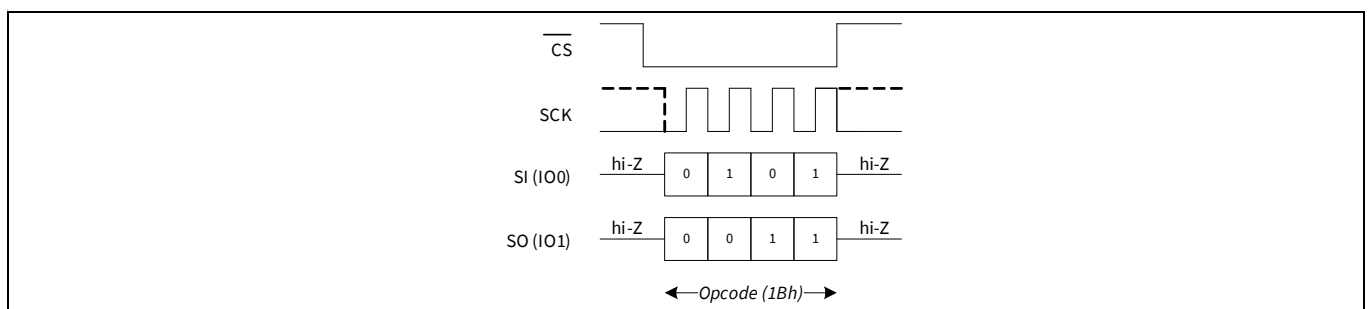 CS
SCK
SI (IO0) hi-Z 0 1 0 1 hi-Z
SO (IO1) hi-Z 0 0 1 1 hi-Z
Opcode (1Bh)